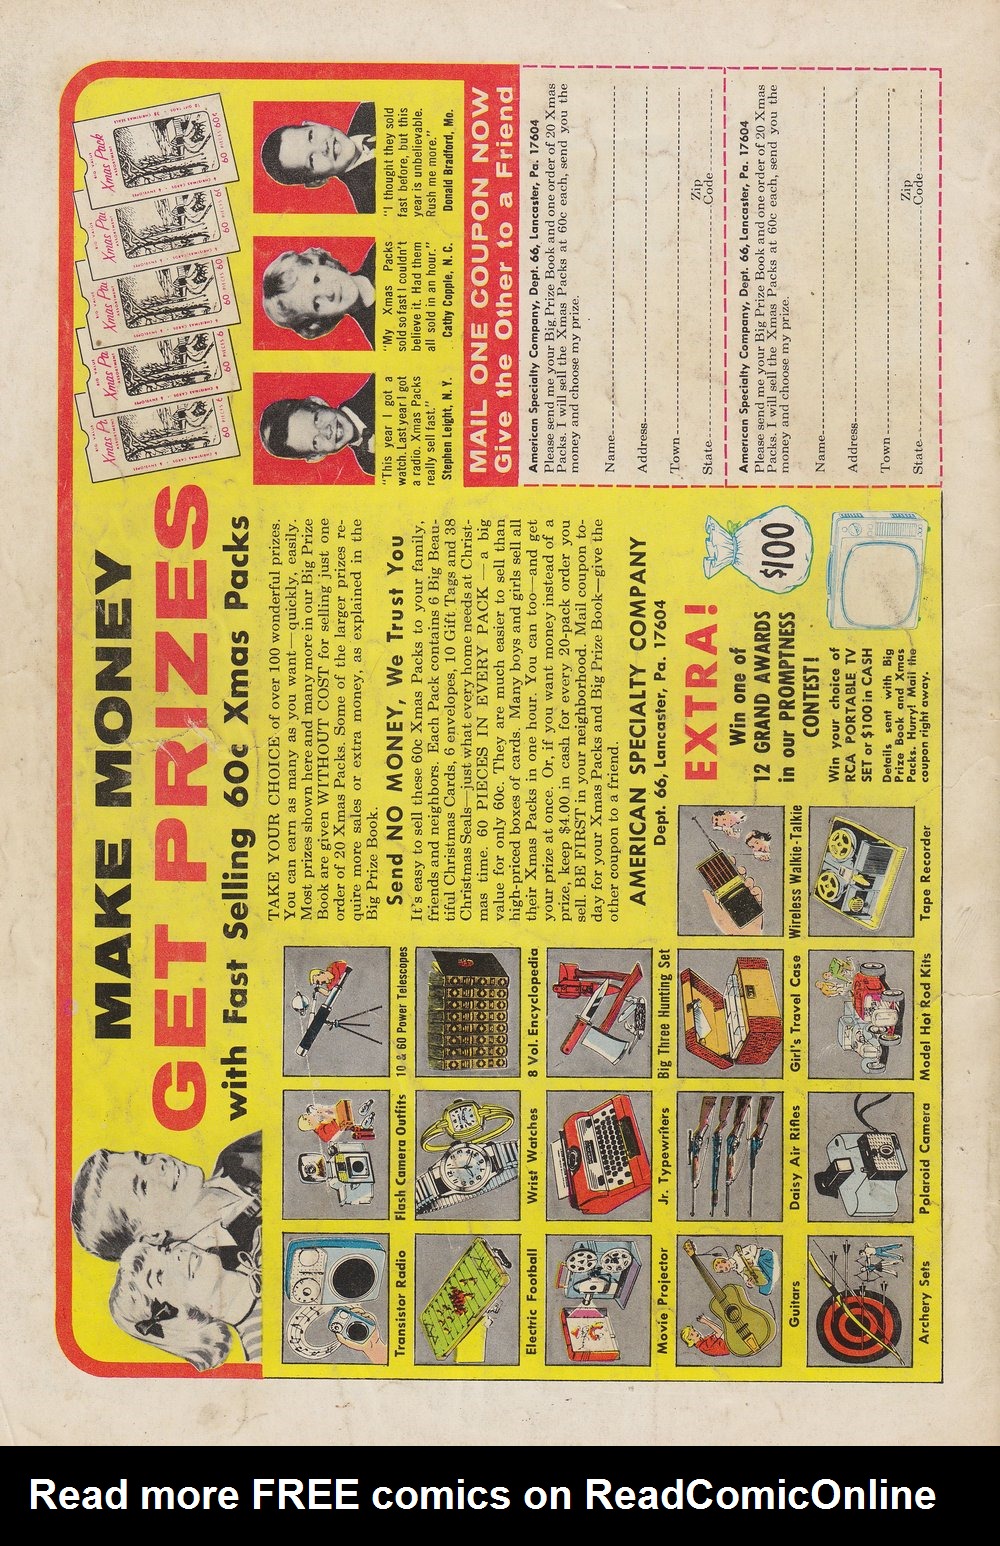 MAKE MONEY
GET PRIZES
with Fast Selling 60c Xmas Packs
TAKE YOUR CHOICE of over 100 wonderful prizes.
You can earn as many as you want—quickly, easily.
Most prizes shown here and many more in our Big Prize
Book are given WITHOUT COST for selling just one
order of 20 Xmas Packs. Some of the larger prizes re-
quire more sales or extra money, as explained in the
Big Prize Book.
Send NO MONEY, We Trust You
It's easy to sell these 60c Xmas Packs to your family,
friends and neighbors. Each Pack contains 6 Big Beau-
tiful Christmas Cards, 6 envelopes, 10 Gift Tags and 38
Christmas Seals—just what every home needs at Christ-
mas time. 60 PIECES IN EVERY PACK — a big
value for only 60c. They are much easier to sell than
high-priced boxes of cards. Many boys and girls sell all
their Xmas Packs in one hour. You can too—and get
your prize at once. Or, if you want money instead of a
prize, keep $4.00 in cash for every 20-pack order you
sell. BE FIRST in your neighborhood. Mail coupon to-
day for your Xmas Packs and Big Prize Book—give the
other coupon to a friend.
AMERICAN SPECIALTY COMPANY
Dept. 66, Lancaster, Pa. 17604
Transistor Radio
Flash Camera Outfits
10 & 60 Power Telescopes
Electric Football
Wrist Watches
8 Vol. Encyclopedia
Movie Projector
Jr. Typewriters
Big Three Hunting Set
Guitars
Daisy Air Rifles
Girl's Travel Case
Wireless Walkie-Talkie
Archery Sets
Polaroid Camera
Model Hot Rod Kits
Tape Recorder
EXTRA!
Win one of
12 GRAND AWARDS
in our PROMPTNESS
CONTEST!
Win your choice of
RCA PORTABLE TV
SET or $100 in CASH
Details sent with Big
Prize Book and Xmas
Packs. Hurry! Mail the
coupon right away.
$100
Xmas Pack
60 PIECES 60¢
"This year I got a
watch. Last year I got
a radio. Xmas Packs
really sell fast."
Stephen Leight, N. Y.
"My Xmas Packs
sold so fast I couldn't
believe it. Had them
all sold in an hour."
Cathy Copple, N. C.
"I thought they sold
fast before, but this
year is unbelievable.
Rush me more."
Donald Bradford, Mo.
MAIL ONE COUPON NOW
Give the Other to a Friend
American Specialty Company, Dept. 66, Lancaster, Pa. 17604
Please send me your Big Prize Book and one order of 20 Xmas
Packs. I will sell the Xmas Packs at 60c each, send you the
money and choose my prize.
Name
Address
Town
State Zip Code
American Specialty Company, Dept. 66, Lancaster, Pa. 17604
Please send me your Big Prize Book and one order of 20 Xmas
Packs. I will sell the Xmas Packs at 60c each, send you the
money and choose my prize.
Name
Address
Town
State Zip Code
Read more FREE comics on ReadComicOnline